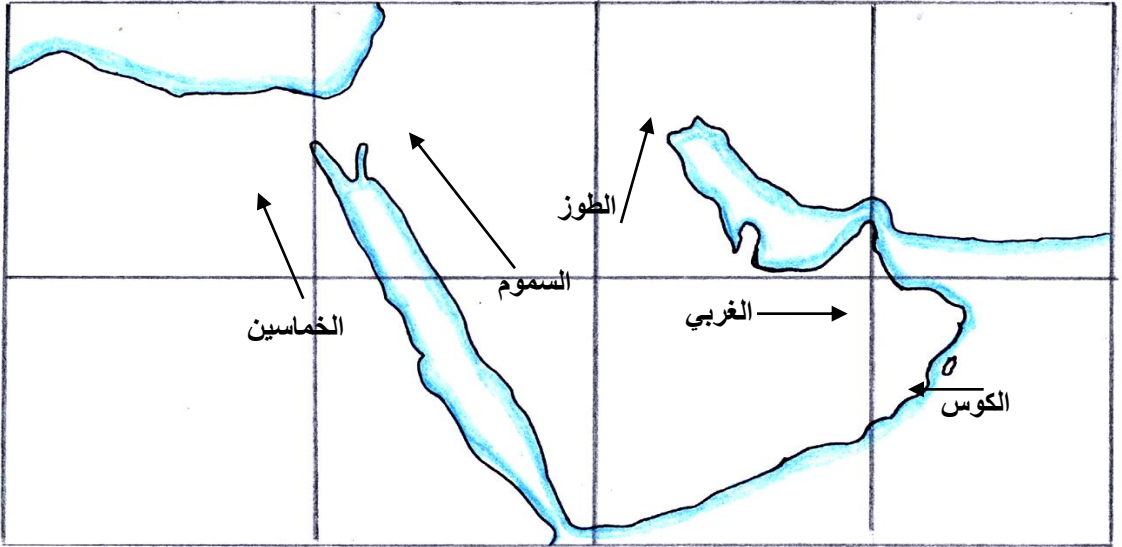 الطوز
السموم
الغربي
الخماسين
الكوس